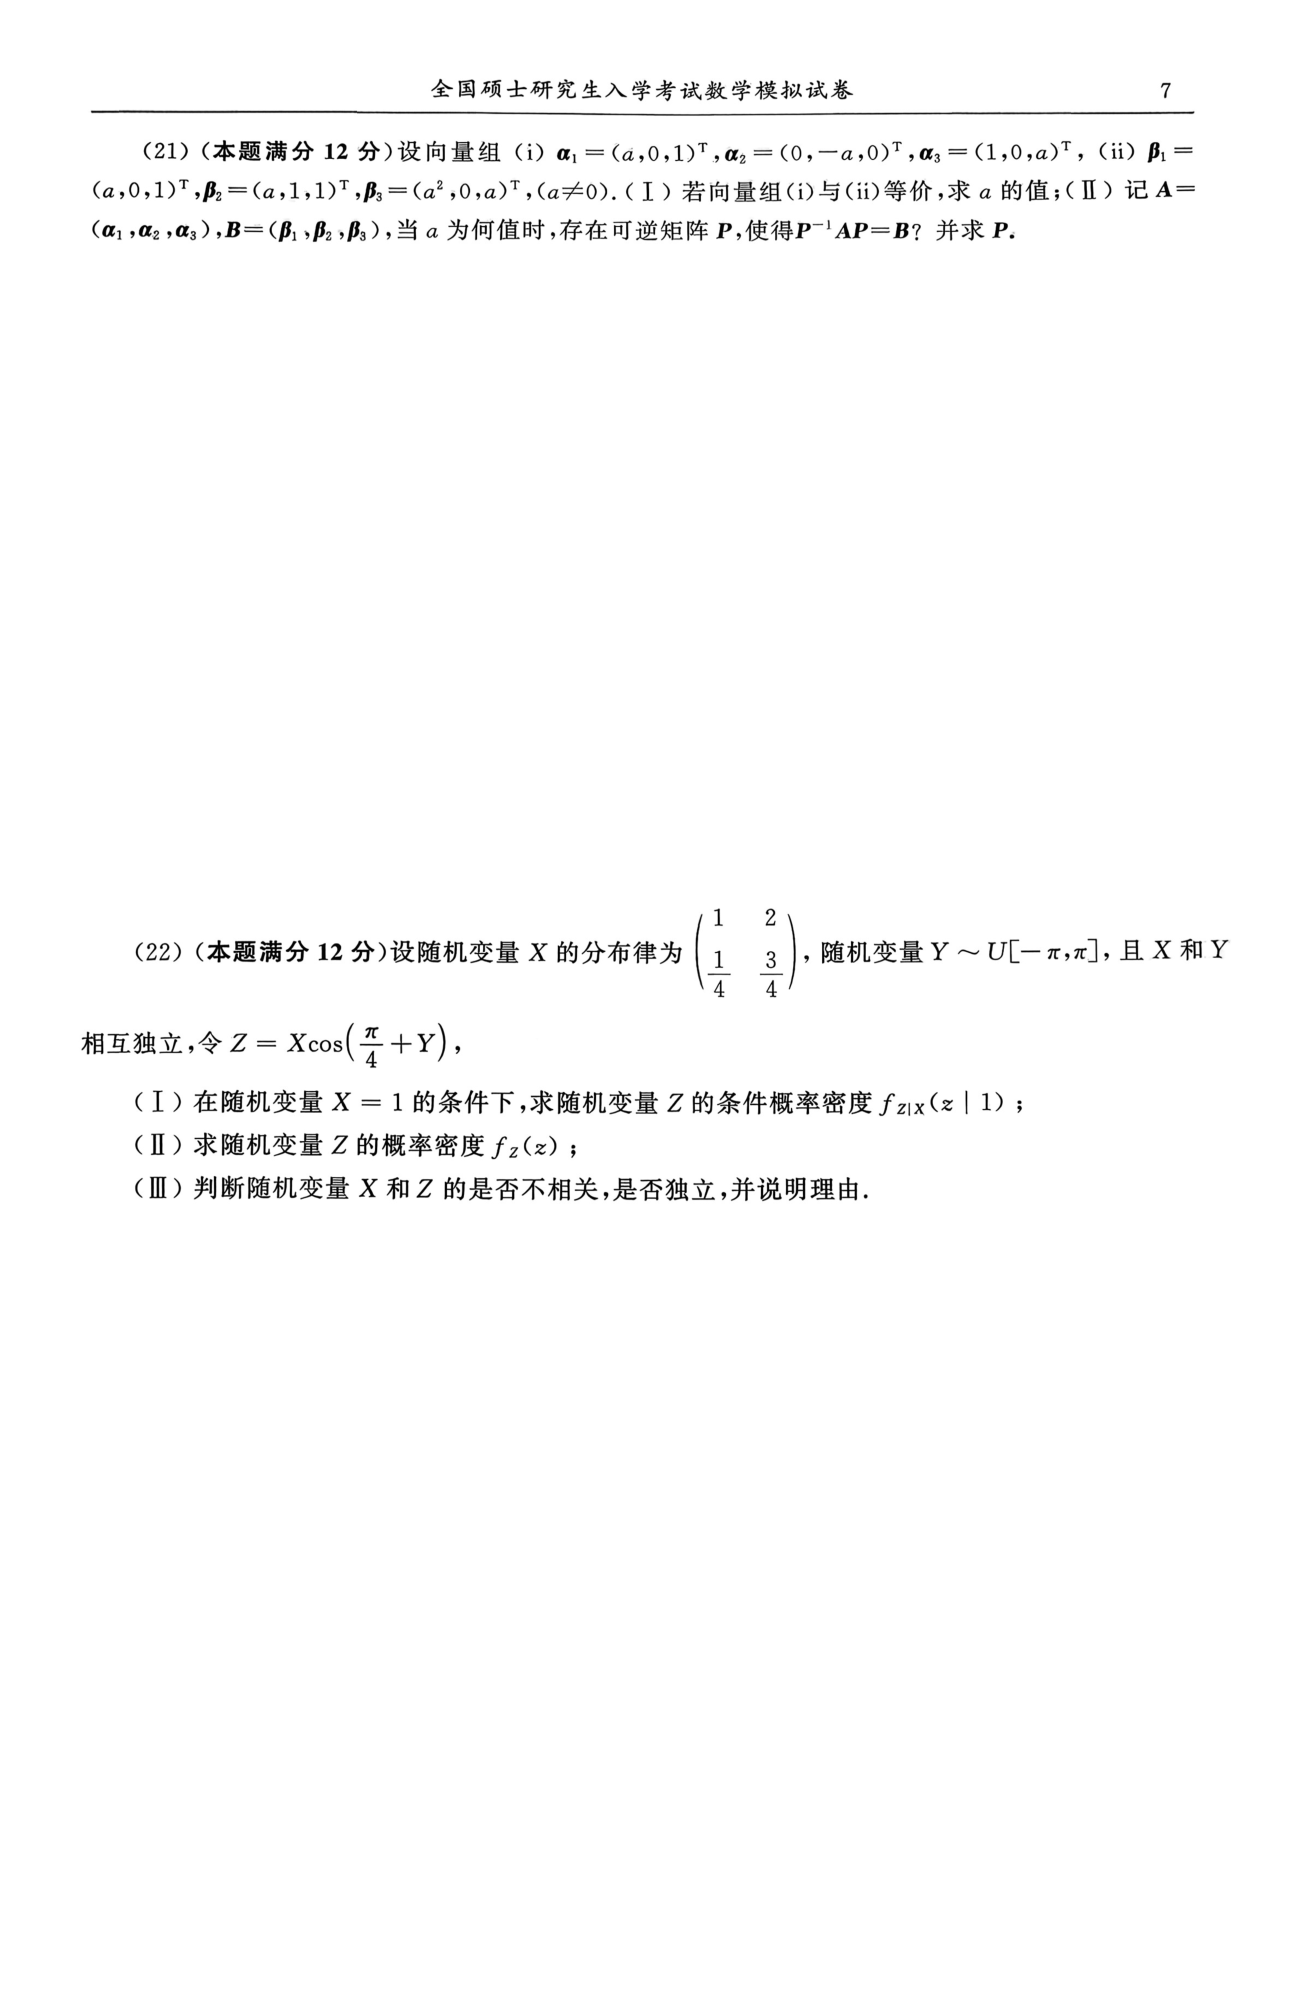 全国硕士研究生入学考试数学模拟试卷 7
(21)(本题满分 12 分)设向量组 (ⅰ) α₁=(a,0,1)ᵀ,α₂=(0,-a,0)ᵀ,α₃=(1,0,a)ᵀ, (ⅱ) β₁=
(a,0,1)ᵀ,β₂=(a,1,1)ᵀ,β₃=(a²,0,a)ᵀ,(a≠0).(Ⅰ)若向量组(ⅰ)与(ⅱ)等价,求 a 的值;(Ⅱ)记 A=
(α₁,α₂,α₃),B=(β₁、β₂、β₃),当 a 为何值时,存在可逆矩阵 P,使得P⁻¹AP=B? 并求 P.
(22)(本题满分 12 分)设随机变量 X 的分布律为 (1 2; 1/4 3/4), 随机变量 Y ~ U[-π,π], 且 X 和 Y
相互独立,令 Z = Xcos(π/4+Y),
(Ⅰ)在随机变量 X = 1 的条件下,求随机变量 Z 的条件概率密度 f_{Z|X}(z | 1);
(Ⅱ)求随机变量 Z 的概率密度 f_Z(z);
(Ⅲ)判断随机变量 X 和 Z 的是否不相关,是否独立,并说明理由.